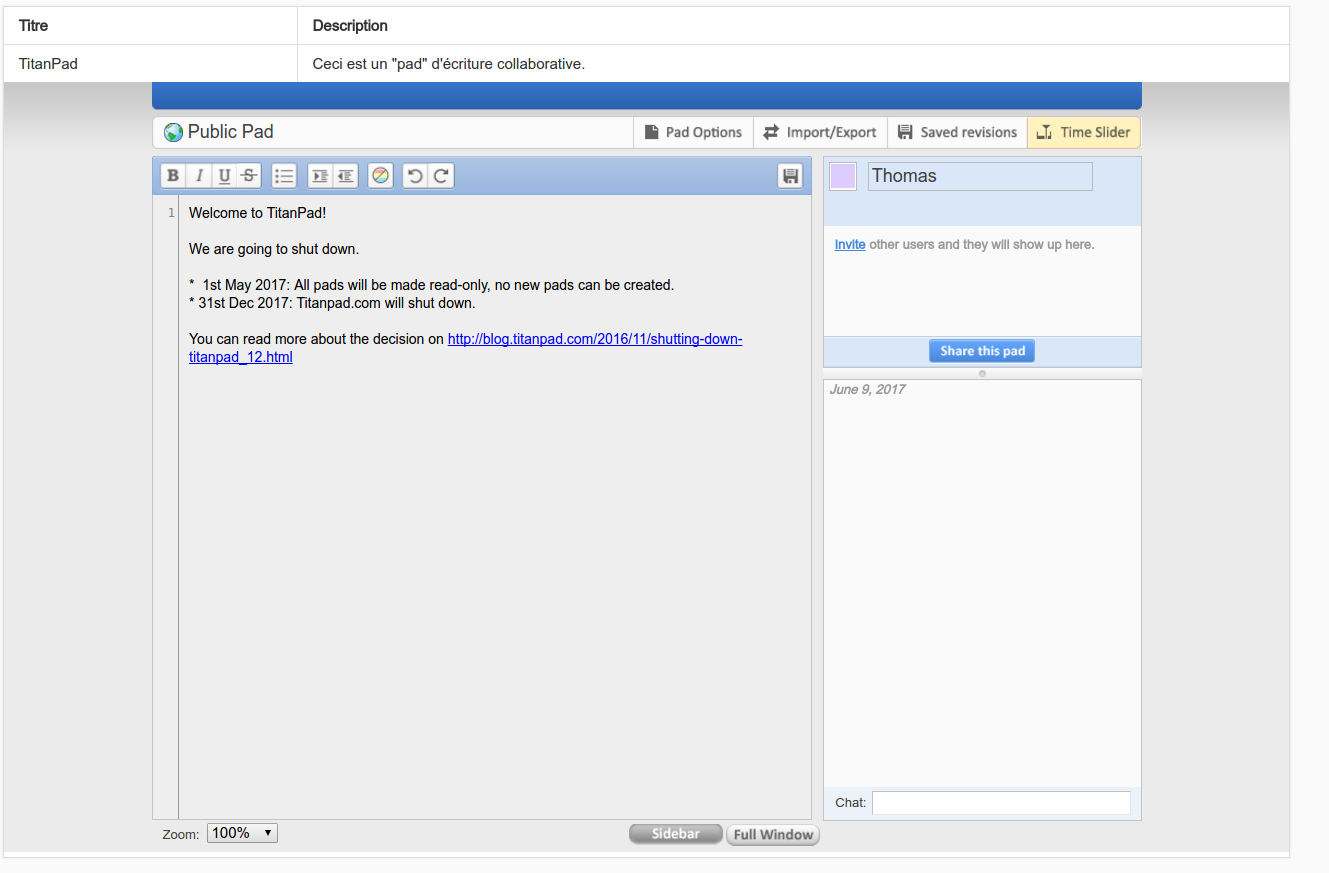 Titre Description
TitanPad Ceci est un "pad" d'écriture collaborative.
Public Pad Pad Options Import/Export Saved revisions Time Slider
B I U S
Thomas
1 Welcome to TitanPad!
Invite other users and they will show up here.
We are going to shut down.
*  1st May 2017: All pads will be made read-only, no new pads can be created.
* 31st Dec 2017: Titanpad.com will shut down.
You can read more about the decision on http://blog.titanpad.com/2016/11/shutting-down-
titanpad_12.html
Share this pad
June 9, 2017
Chat:
Zoom: 100% Sidebar Full Window